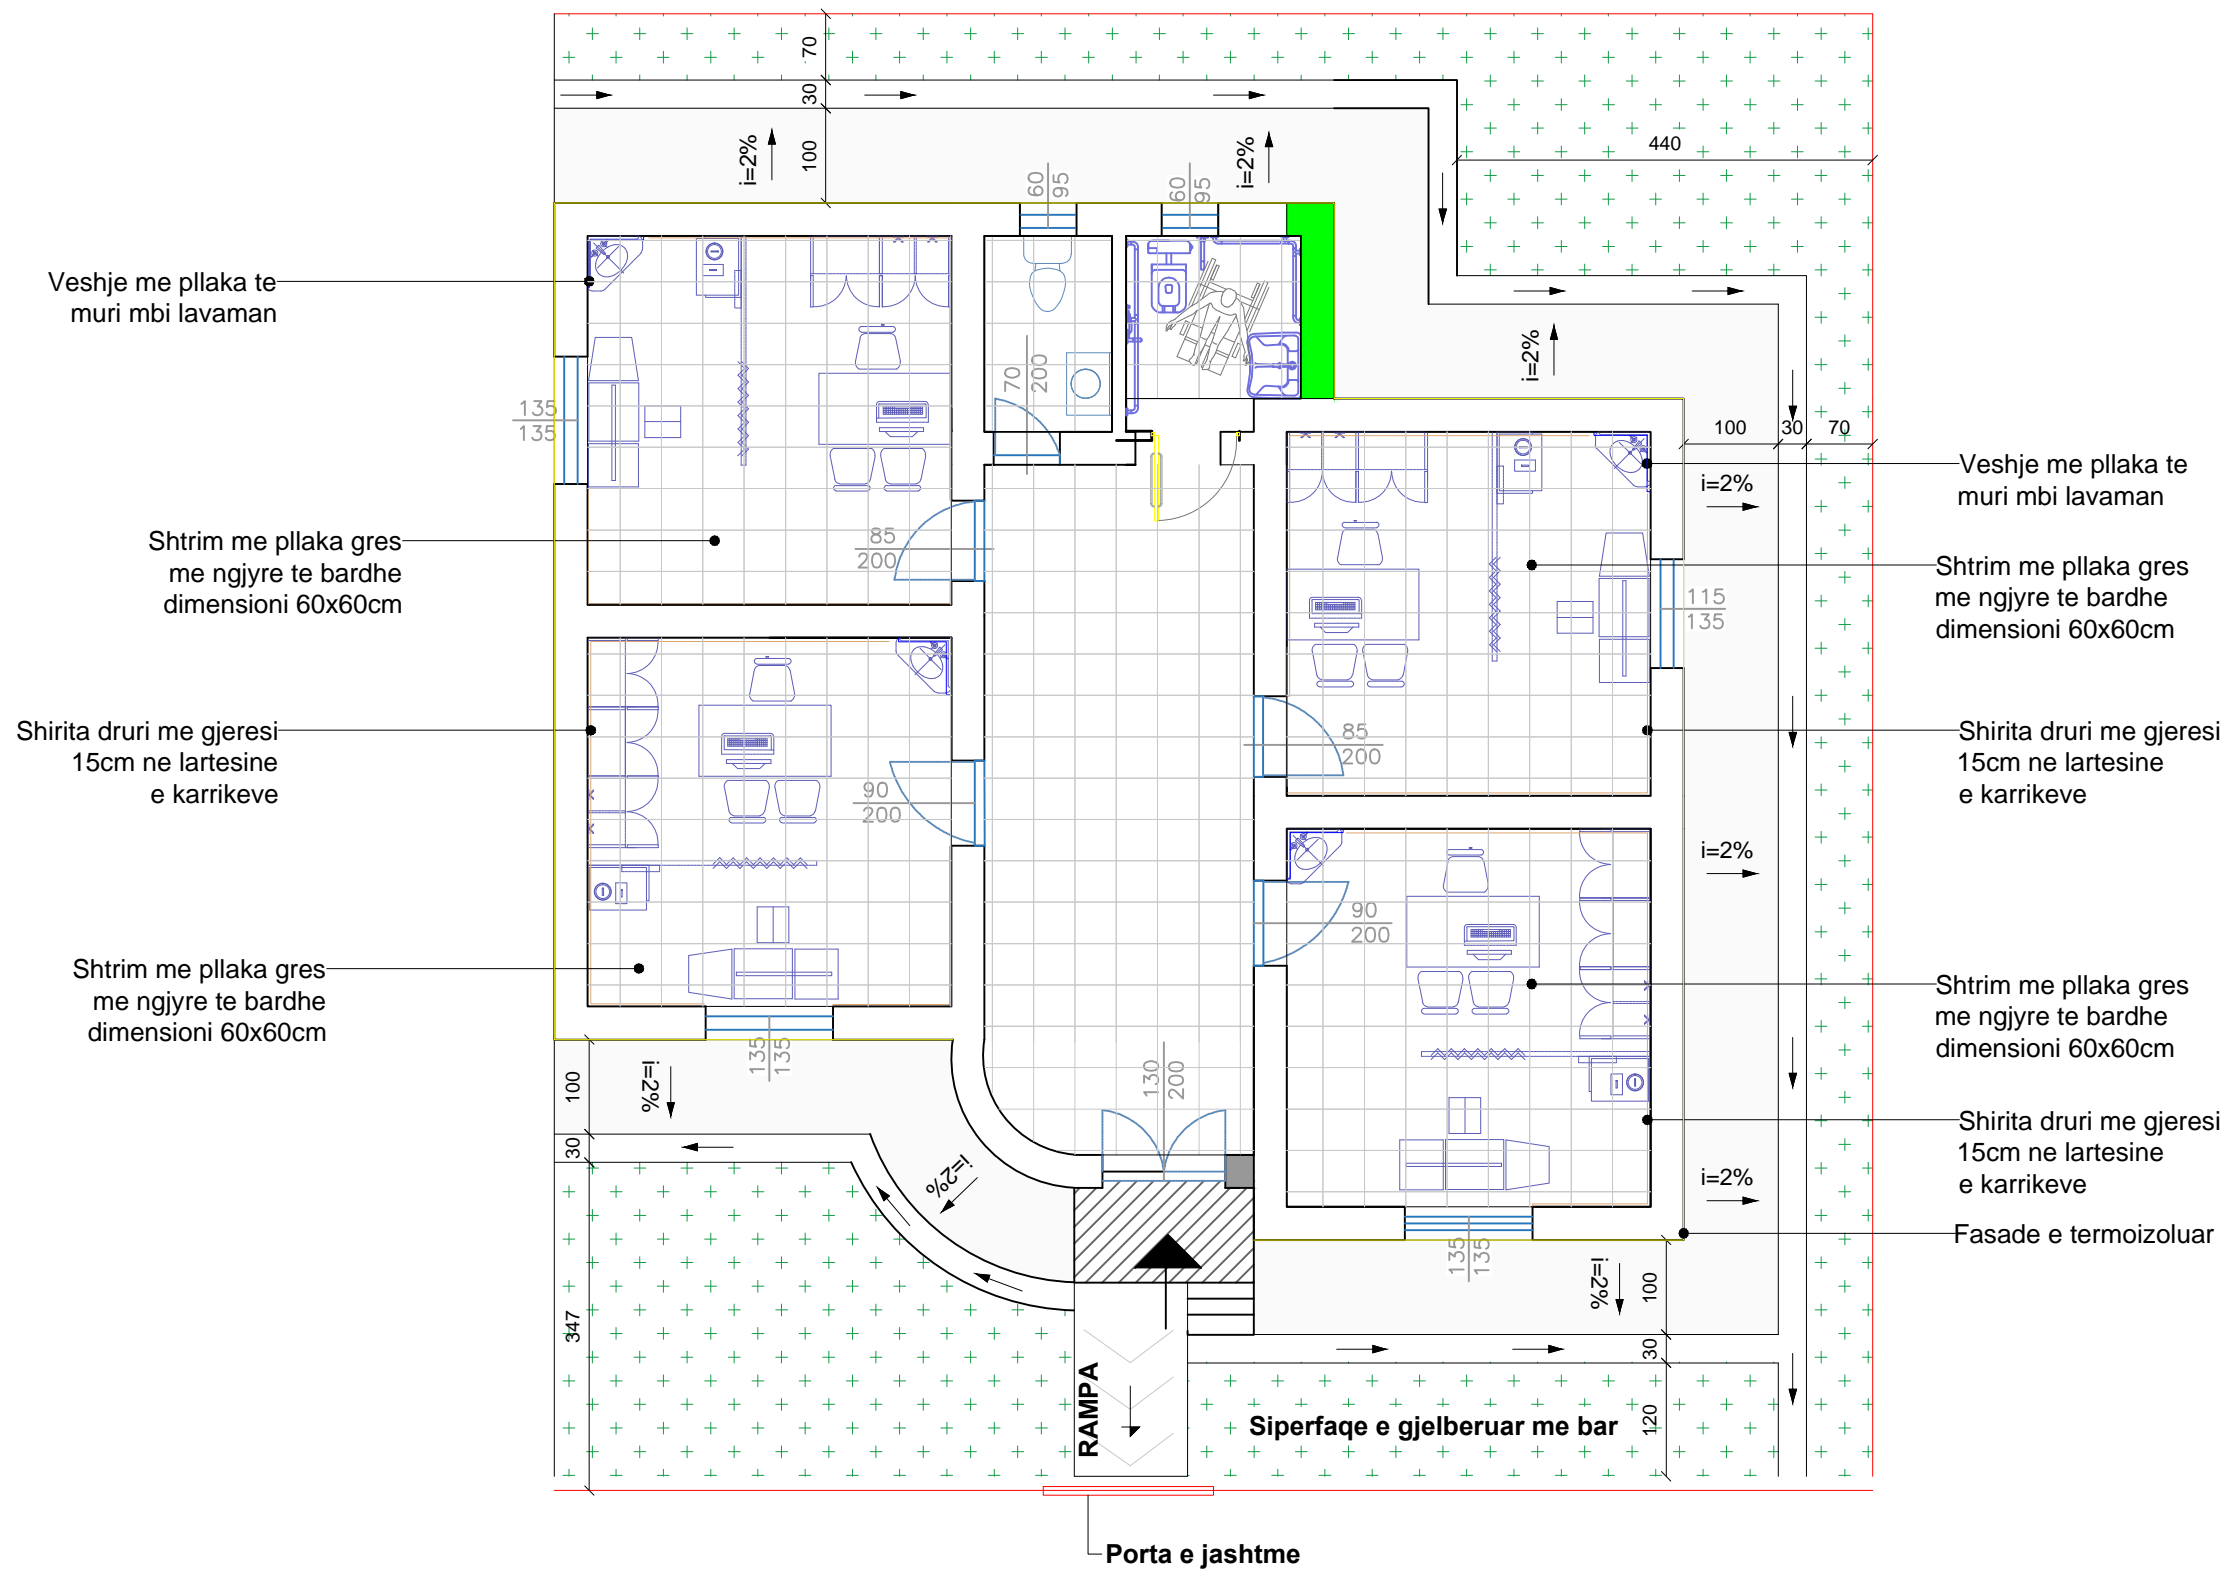 70
30
100
i=2%
i=2%
440
60
95
60
95
Veshje me pllaka te
muri mbi lavaman
135
135
70
200
i=2%
100
30
70
Veshje me pllaka te
muri mbi lavaman
i=2%
Shtrim me pllaka gres
me ngjyre te bardhe
dimensioni 60x60cm
85
200
Shtrim me pllaka gres
me ngjyre te bardhe
dimensioni 60x60cm
115
135
Shirita druri me gjeresi
15cm ne lartesine
e karrikeve
90
200
85
200
Shirita druri me gjeresi
15cm ne lartesine
e karrikeve
i=2%
90
200
Shtrim me pllaka gres
me ngjyre te bardhe
dimensioni 60x60cm
Shtrim me pllaka gres
me ngjyre te bardhe
dimensioni 60x60cm
135
135
100
30
i=2%
i=2%
130
200
Shirita druri me gjeresi
15cm ne lartesine
e karrikeve
i=2%
Fasade e termoizoluar
135
135
i=2%
100
30
120
347
RAMPA
Siperfaqe e gjelberuar me bar
Porta e jashtme